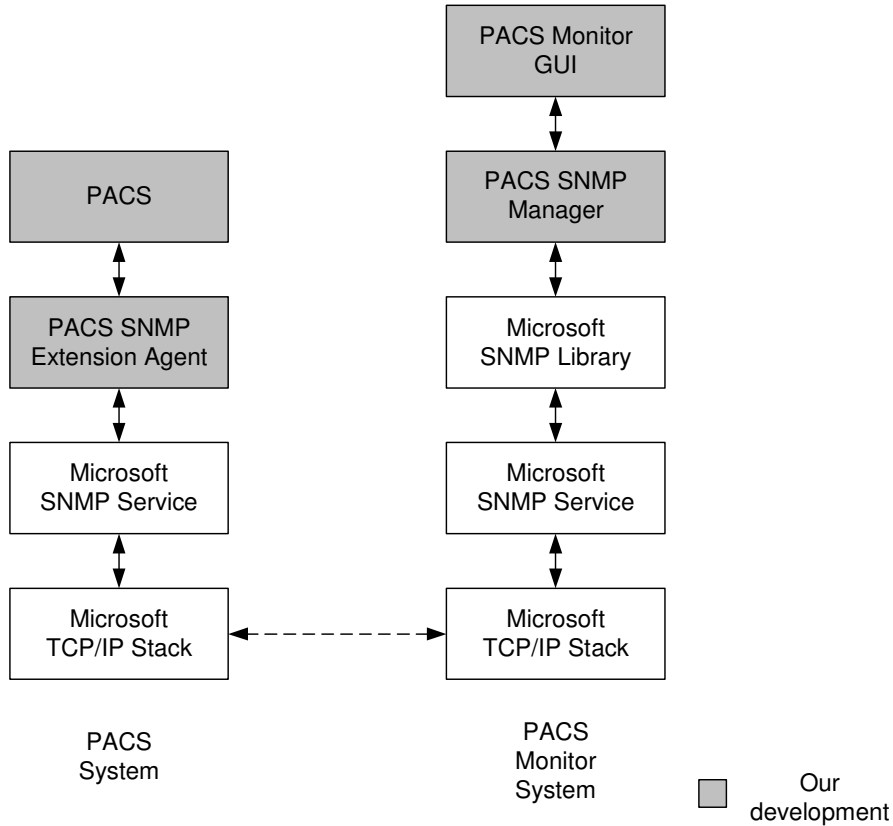 PACS Monitor
GUI
PACS
PACS SNMP
Manager
PACS SNMP
Extension Agent
Microsoft
SNMP Library
Microsoft
SNMP Service
Microsoft
SNMP Service
Microsoft
TCP/IP Stack
Microsoft
TCP/IP Stack
PACS
System
PACS
Monitor
System
Our
development